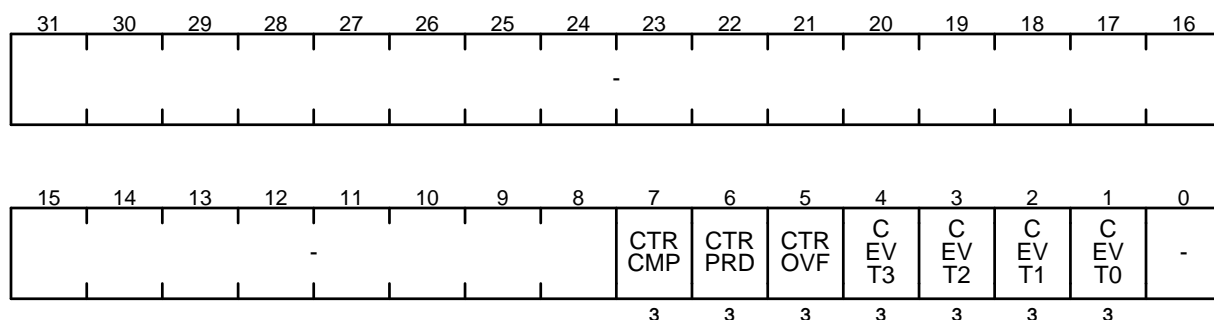 31 30 29 28 27 26 25 24 23 22 21 20 19 18 17 16
-
15 14 13 12 11 10 9 8 7 6 5 4 3 2 1 0
-
CTR CMP
CTR PRD
CTR OVF
C EV T3
C EV T2
C EV T1
C EV T0
-
3 3 3 3 3 3 3